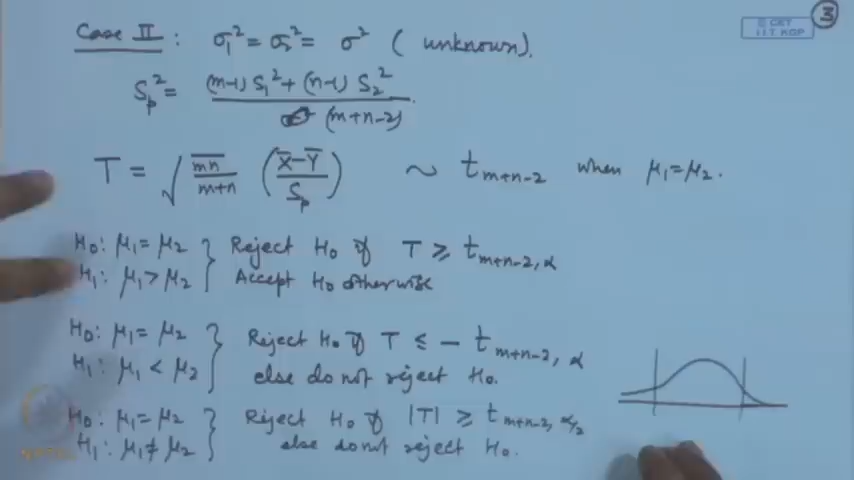 3
© CET
I.I.T. KGP
Case II : σ₁² = σ₂² = σ² ( unknown).
Sp² = (m-1) S₁² + (n-1) S₂² / (m+n-2)
T = √(mn / m+n) (X̄-Ȳ / Sp) ~ t m+n-2 when μ₁=μ₂.
H₀: μ₁= μ₂ } Reject H₀ if T ≥ t m+n-2, α
H₁: μ₁> μ₂ } Accept H₀ otherwise
H₀: μ₁= μ₂ } Reject H₀ if T ≤ - t m+n-2, α
H₁: μ₁ < μ₂ } else do not reject H₀.
H₀: μ₁= μ₂ } Reject H₀ if |T| ≥ t m+n-2, α/2
H₁: μ₁≠ μ₂ } else do not reject H₀.
NPTEL